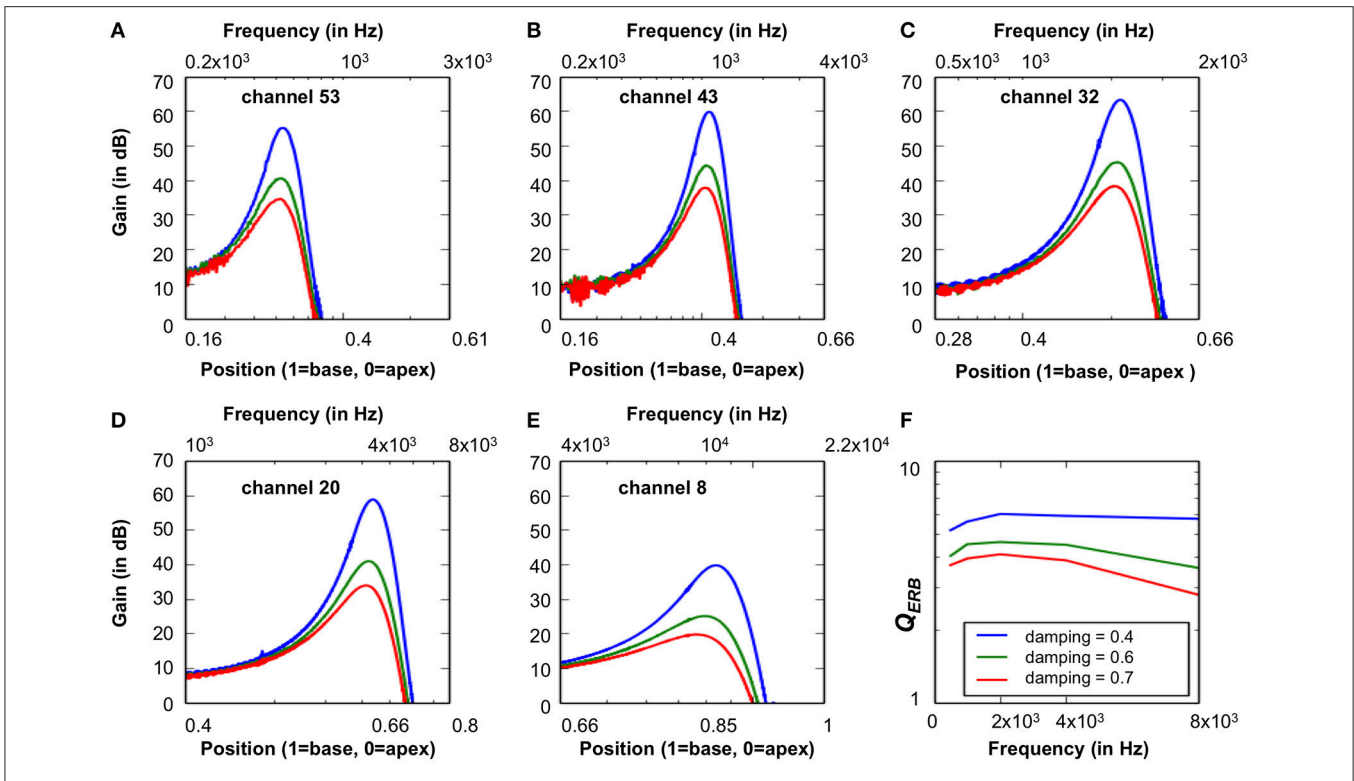 A
Frequency (in Hz)
0.2x10³ 10³ 3x10³
channel 53
70
60
50
40
30
20
10
0
Gain (in dB)
0.16 0.4 0.61
Position (1=base, 0=apex)
B
Frequency (in Hz)
0.2x10³ 10³ 4x10³
channel 43
70
60
50
40
30
20
10
0
0.16 0.4 0.66
Position (1=base, 0=apex)
C
Frequency (in Hz)
0.5x10³ 10³ 2x10³
channel 32
70
60
50
40
30
20
10
0
0.28 0.4 0.66
Position (1=base, 0=apex )
D
Frequency (in Hz)
10³ 4x10³ 8x10³
channel 20
70
60
50
40
30
20
10
0
Gain (in dB)
0.4 0.66 0.8
Position (1=base, 0=apex)
E
Frequency (in Hz)
4x10³ 10⁴ 2.2x10⁴
channel 8
70
60
50
40
30
20
10
0
0.66 0.85 1
Position (1=base, 0=apex)
F
10
Q_ERB
1
damping = 0.4
damping = 0.6
damping = 0.7
0 2x10³ 4x10³ 8x10³
Frequency (in Hz)